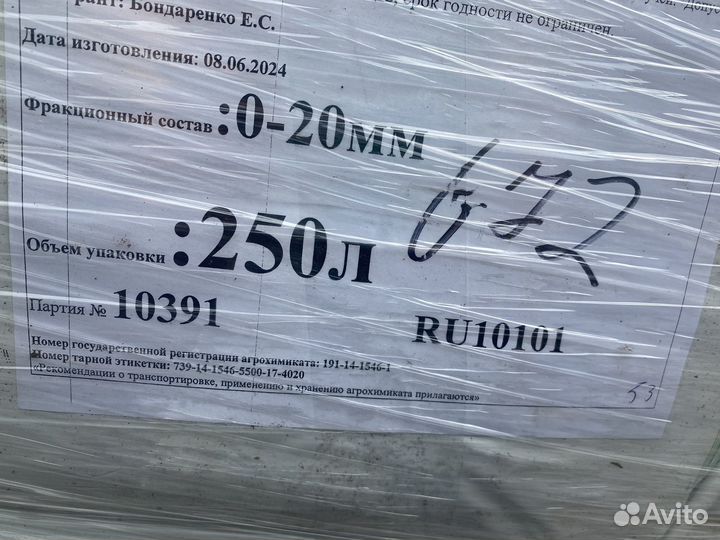 рант: Бондаренко Е.С.
срок годности не ограничен.
Дата изготовления: 08.06.2024
Фракционный состав :0-20мм
672
Объем упаковки :250л
Партия № 10391
RU10101
Номер государственной регистрации агрохимиката: 191-14-1546-1
Номер тарной этикетки: 739-14-1546-5500-17-4020
«Рекомендации о транспортировке, применению и хранению агрохимиката прилагаются»
53
Avito